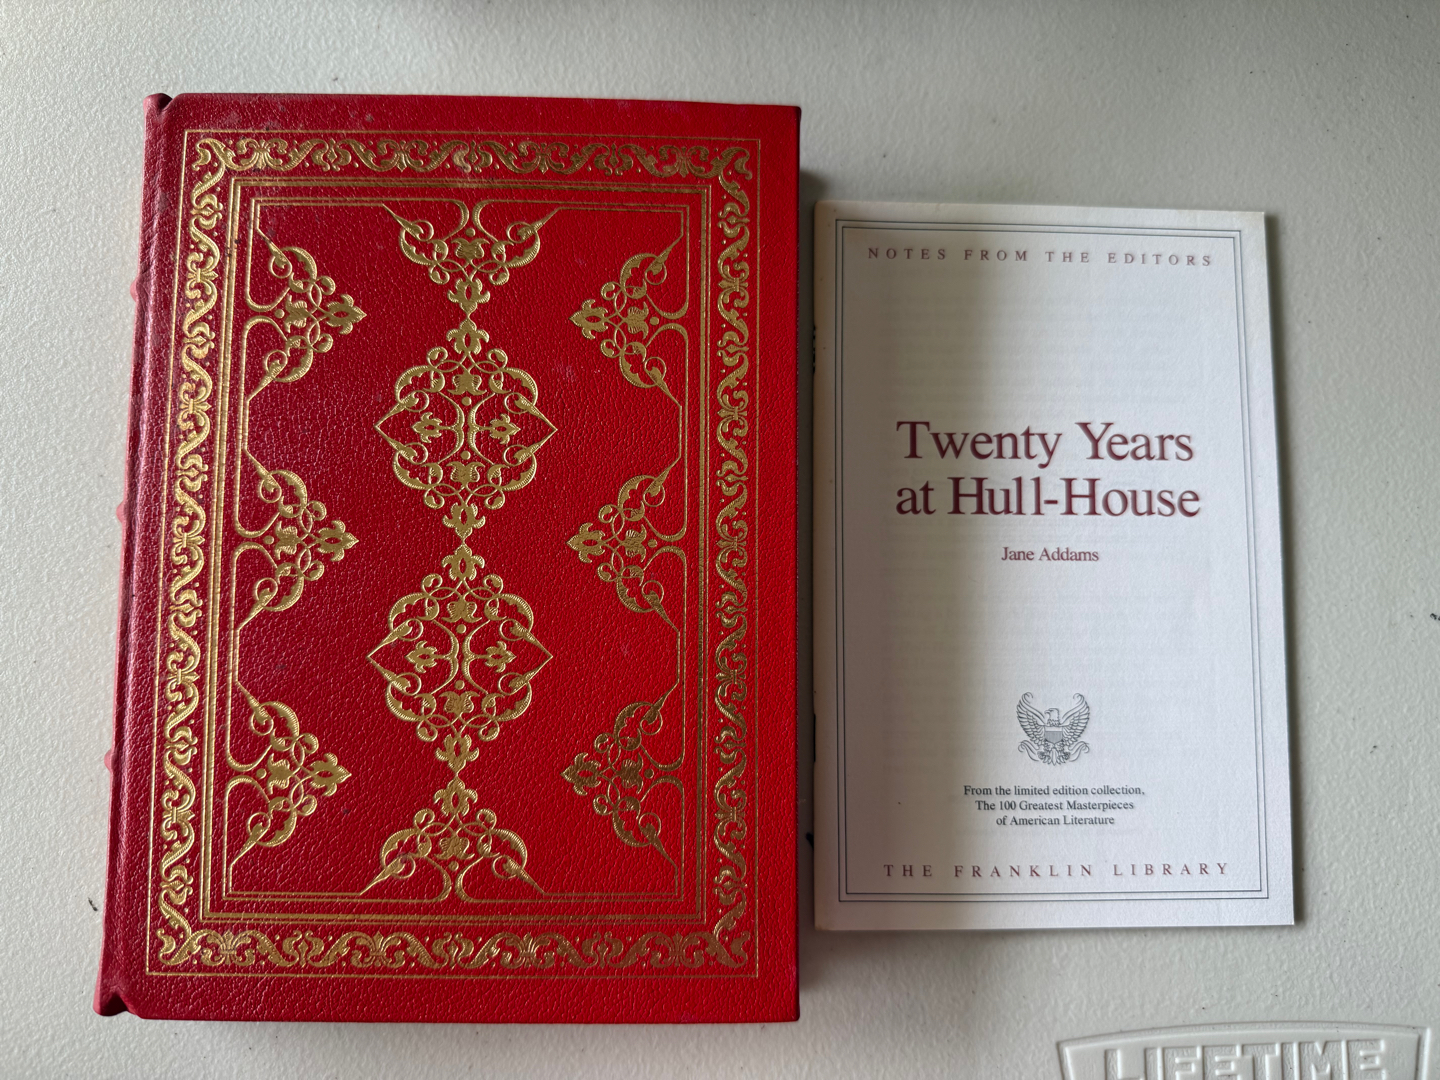 NOTES FROM THE EDITORS
Twenty Years
at Hull-House
Jane Addams
From the limited edition collection,
The 100 Greatest Masterpieces
of American Literature
THE FRANKLIN LIBRARY
LIFETIME